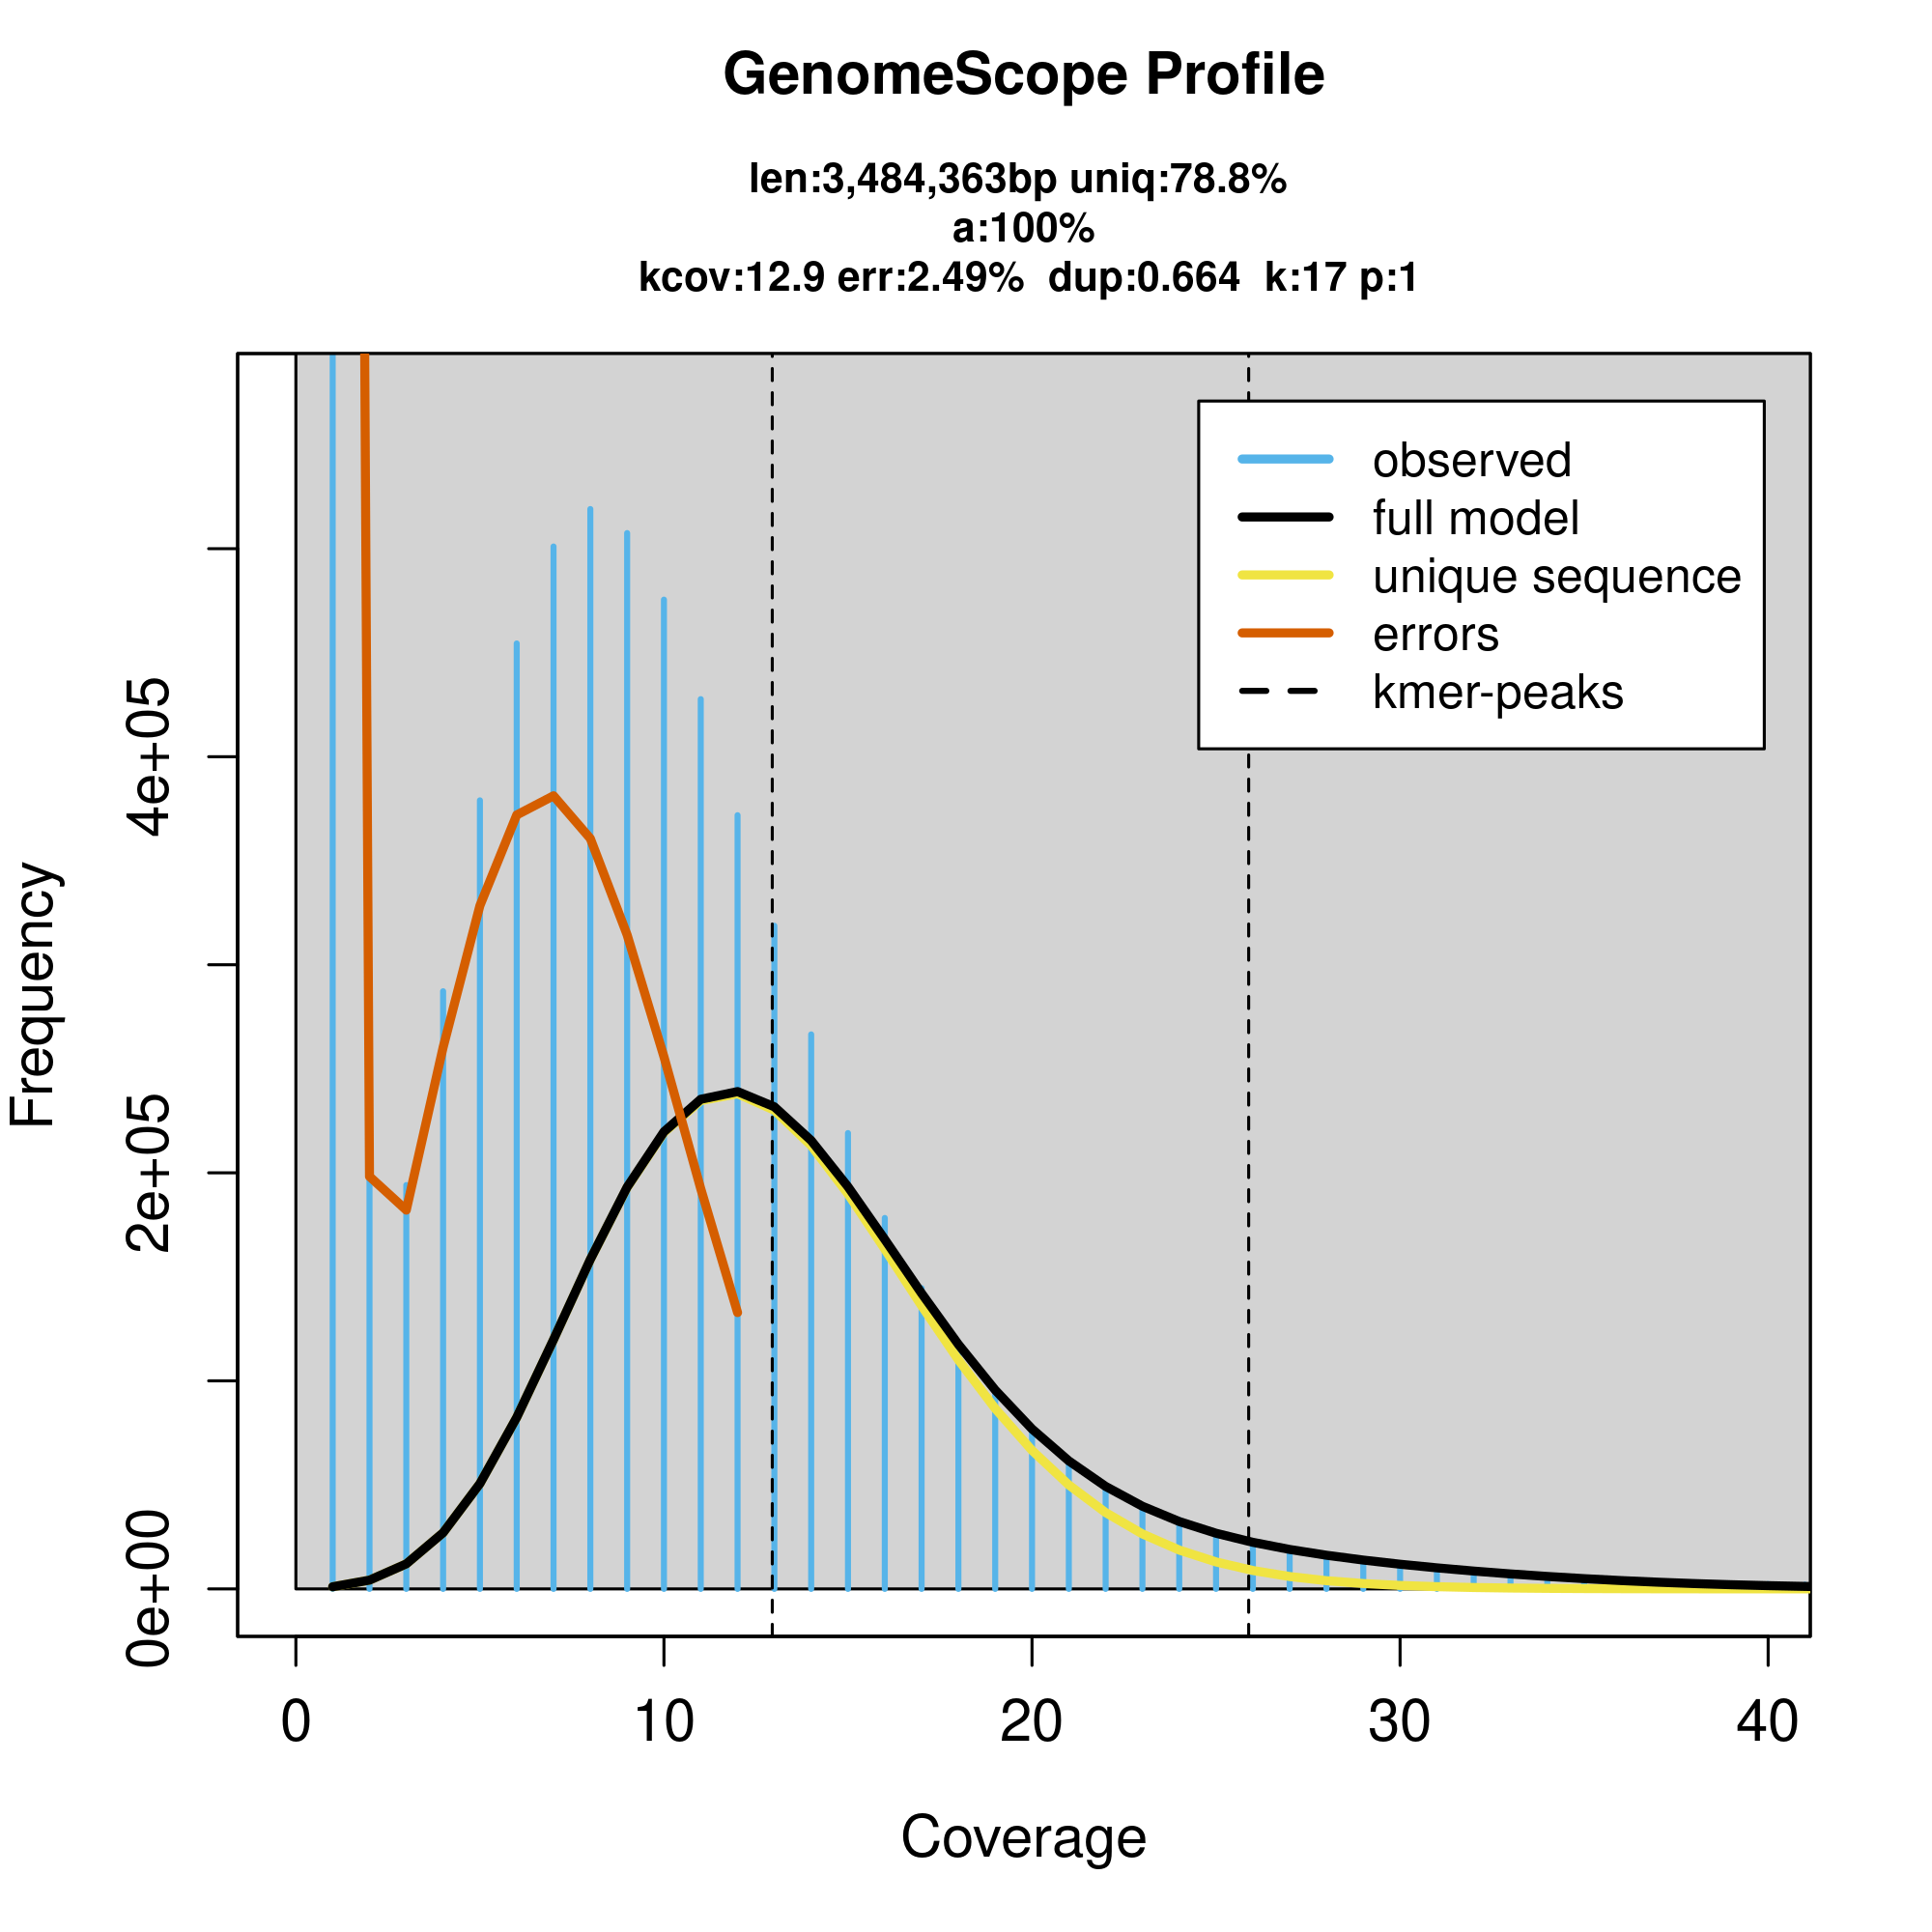 GenomeScope Profile
len:3,484,363bp uniq:78.8%
a:100%
kcov:12.9 err:2.49% dup:0.664 k:17 p:1
observed
full model
unique sequence
errors
kmer-peaks
Frequency
4e+05
2e+05
0e+00
0 10 20 30 40
Coverage